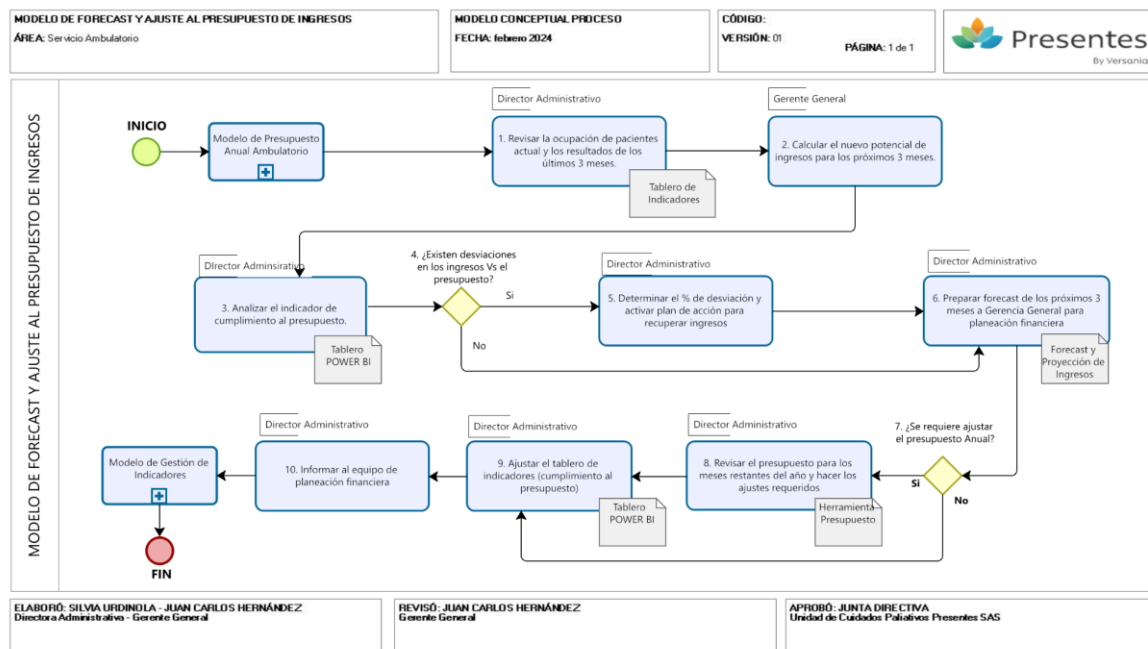 MODELO DE FORECAST Y AJUSTE AL PRESUPUESTO DE INGRESOS
ÁREA: Servicio Ambulatorio
MODELO CONCEPTUAL PROCESO
FECHA: febrero 2024
CÓDIGO:
VERSIÓN: 01
PÁGINA: 1 de 1
Presentes
By Versania
MODELO DE FORECAST Y AJUSTE AL PRESUPUESTO DE INGRESOS
INICIO
Modelo de Presupuesto
Anual Ambulatorio
Director Administrativo
1. Revisar la ocupación de pacientes
actual y los resultados de los
últimos 3 meses.
Tablero de
Indicadores
Gerente General
2. Calcular el nuevo potencial de
ingresos para los próximos 3 meses.
DIrector Adminsirativo
3. Analizar el indicador de
cumplimiento al presupuesto.
Tablero
POWER BI
4. ¿Existen desviaciones
en los ingresos Vs el
presupuesto?
Si
No
Director Administrativo
5. Determinar el % de desviación y
activar plan de acción para
recuperar ingresos
Director Administrativo
6. Preparar forecast de los próximos 3
meses a Gerencia General para
planeación financiera
Forecast y
Proyección de
Ingresos
7. ¿Se requiere ajustar
el presupuesto Anual?
Si
No
Director Administrativo
8. Revisar el presupuesto para los
meses restantes del año y hacer los
ajustes requeridos
Herramienta
Presupuesto
Director Administrativo
9. Ajustar el tablero de
indicadores (cumplimiento al
presupuesto)
Tablero
POWER BI
Director Administrativo
10. Informar al equipo de
planeación financiera
Modelo de Gestión de
Indicadores
FIN
ELABORÓ: SILVIA URDINOLA - JUAN CARLOS HERNÁNDEZ
Directora Administrativa - Gerente General
REVISÓ: JUAN CARLOS HERNÁNDEZ
Gerente General
APROBÓ: JUNTA DIRECTIVA
Unidad de Cuidados Paliativos Presentes SAS